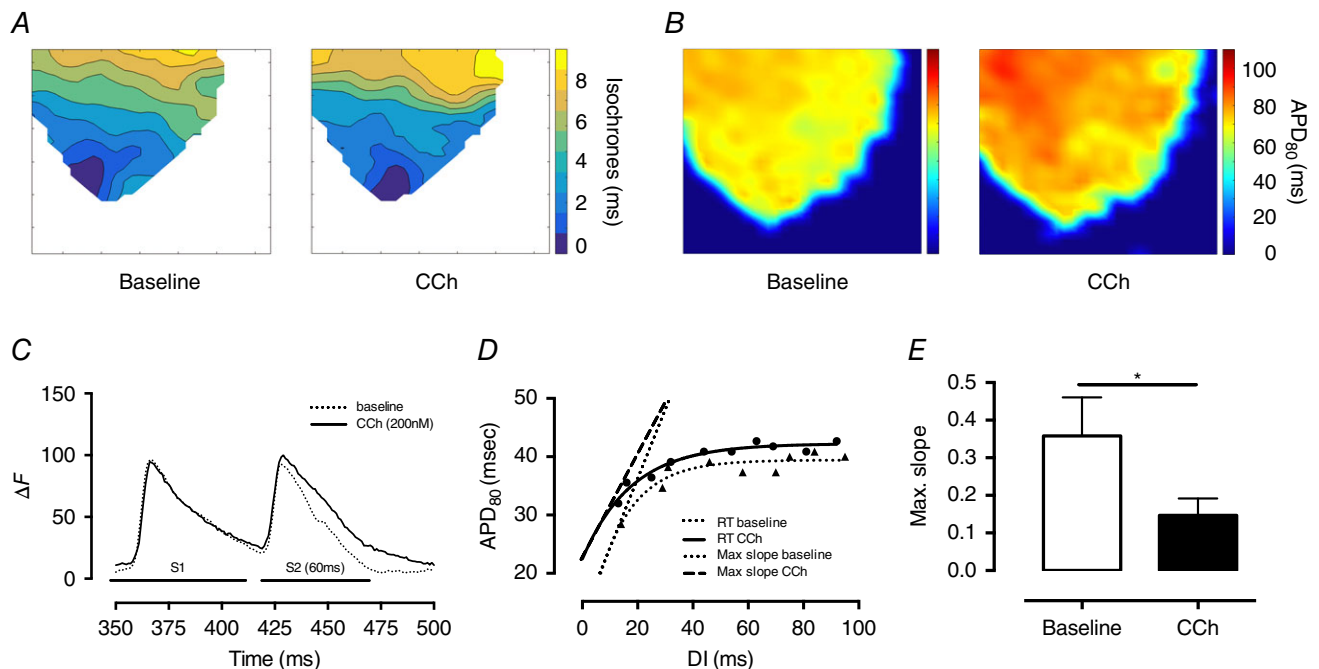 A
8
6
4
2
0
Isochrones (ms)
Baseline
CCh
B
100
80
60
40
20
0
APD80 (ms)
Baseline
CCh
C
150
100
50
0
ΔF
baseline
CCh (200nM)
S1
S2 (60ms)
350 375 400 425 450 475 500
Time (ms)
D
50
40
30
20
APD80 (msec)
RT baseline
RT CCh
Max slope baseline
Max slope CCh
0 20 40 60 80 100
DI (ms)
E
*
0.5
0.4
0.3
0.2
0.1
0.0
Max. slope
Baseline
CCh